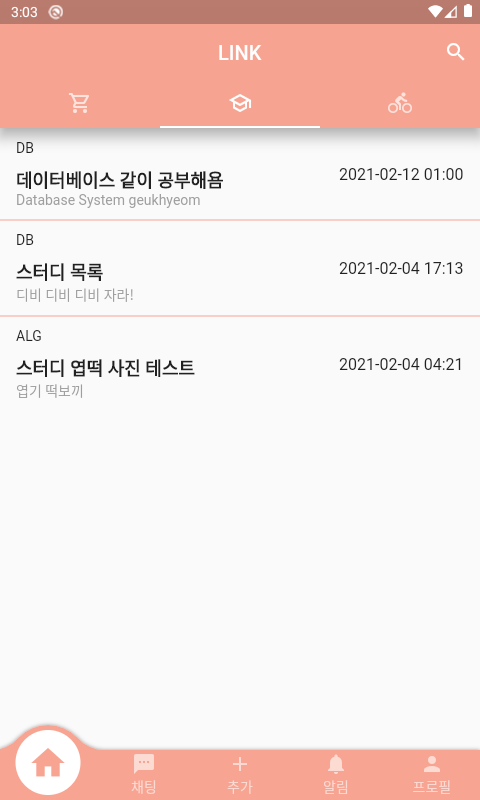 3:03
LINK
DB
데이터베이스 같이 공부해욤
2021-02-12 01:00
Database System geukhyeom
DB
스터디 목록
2021-02-04 17:13
디비 디비 디비 자라!
ALG
스터디 엽떡 사진 테스트
2021-02-04 04:21
엽기 떡보끼
채팅
추가
알림
프로필